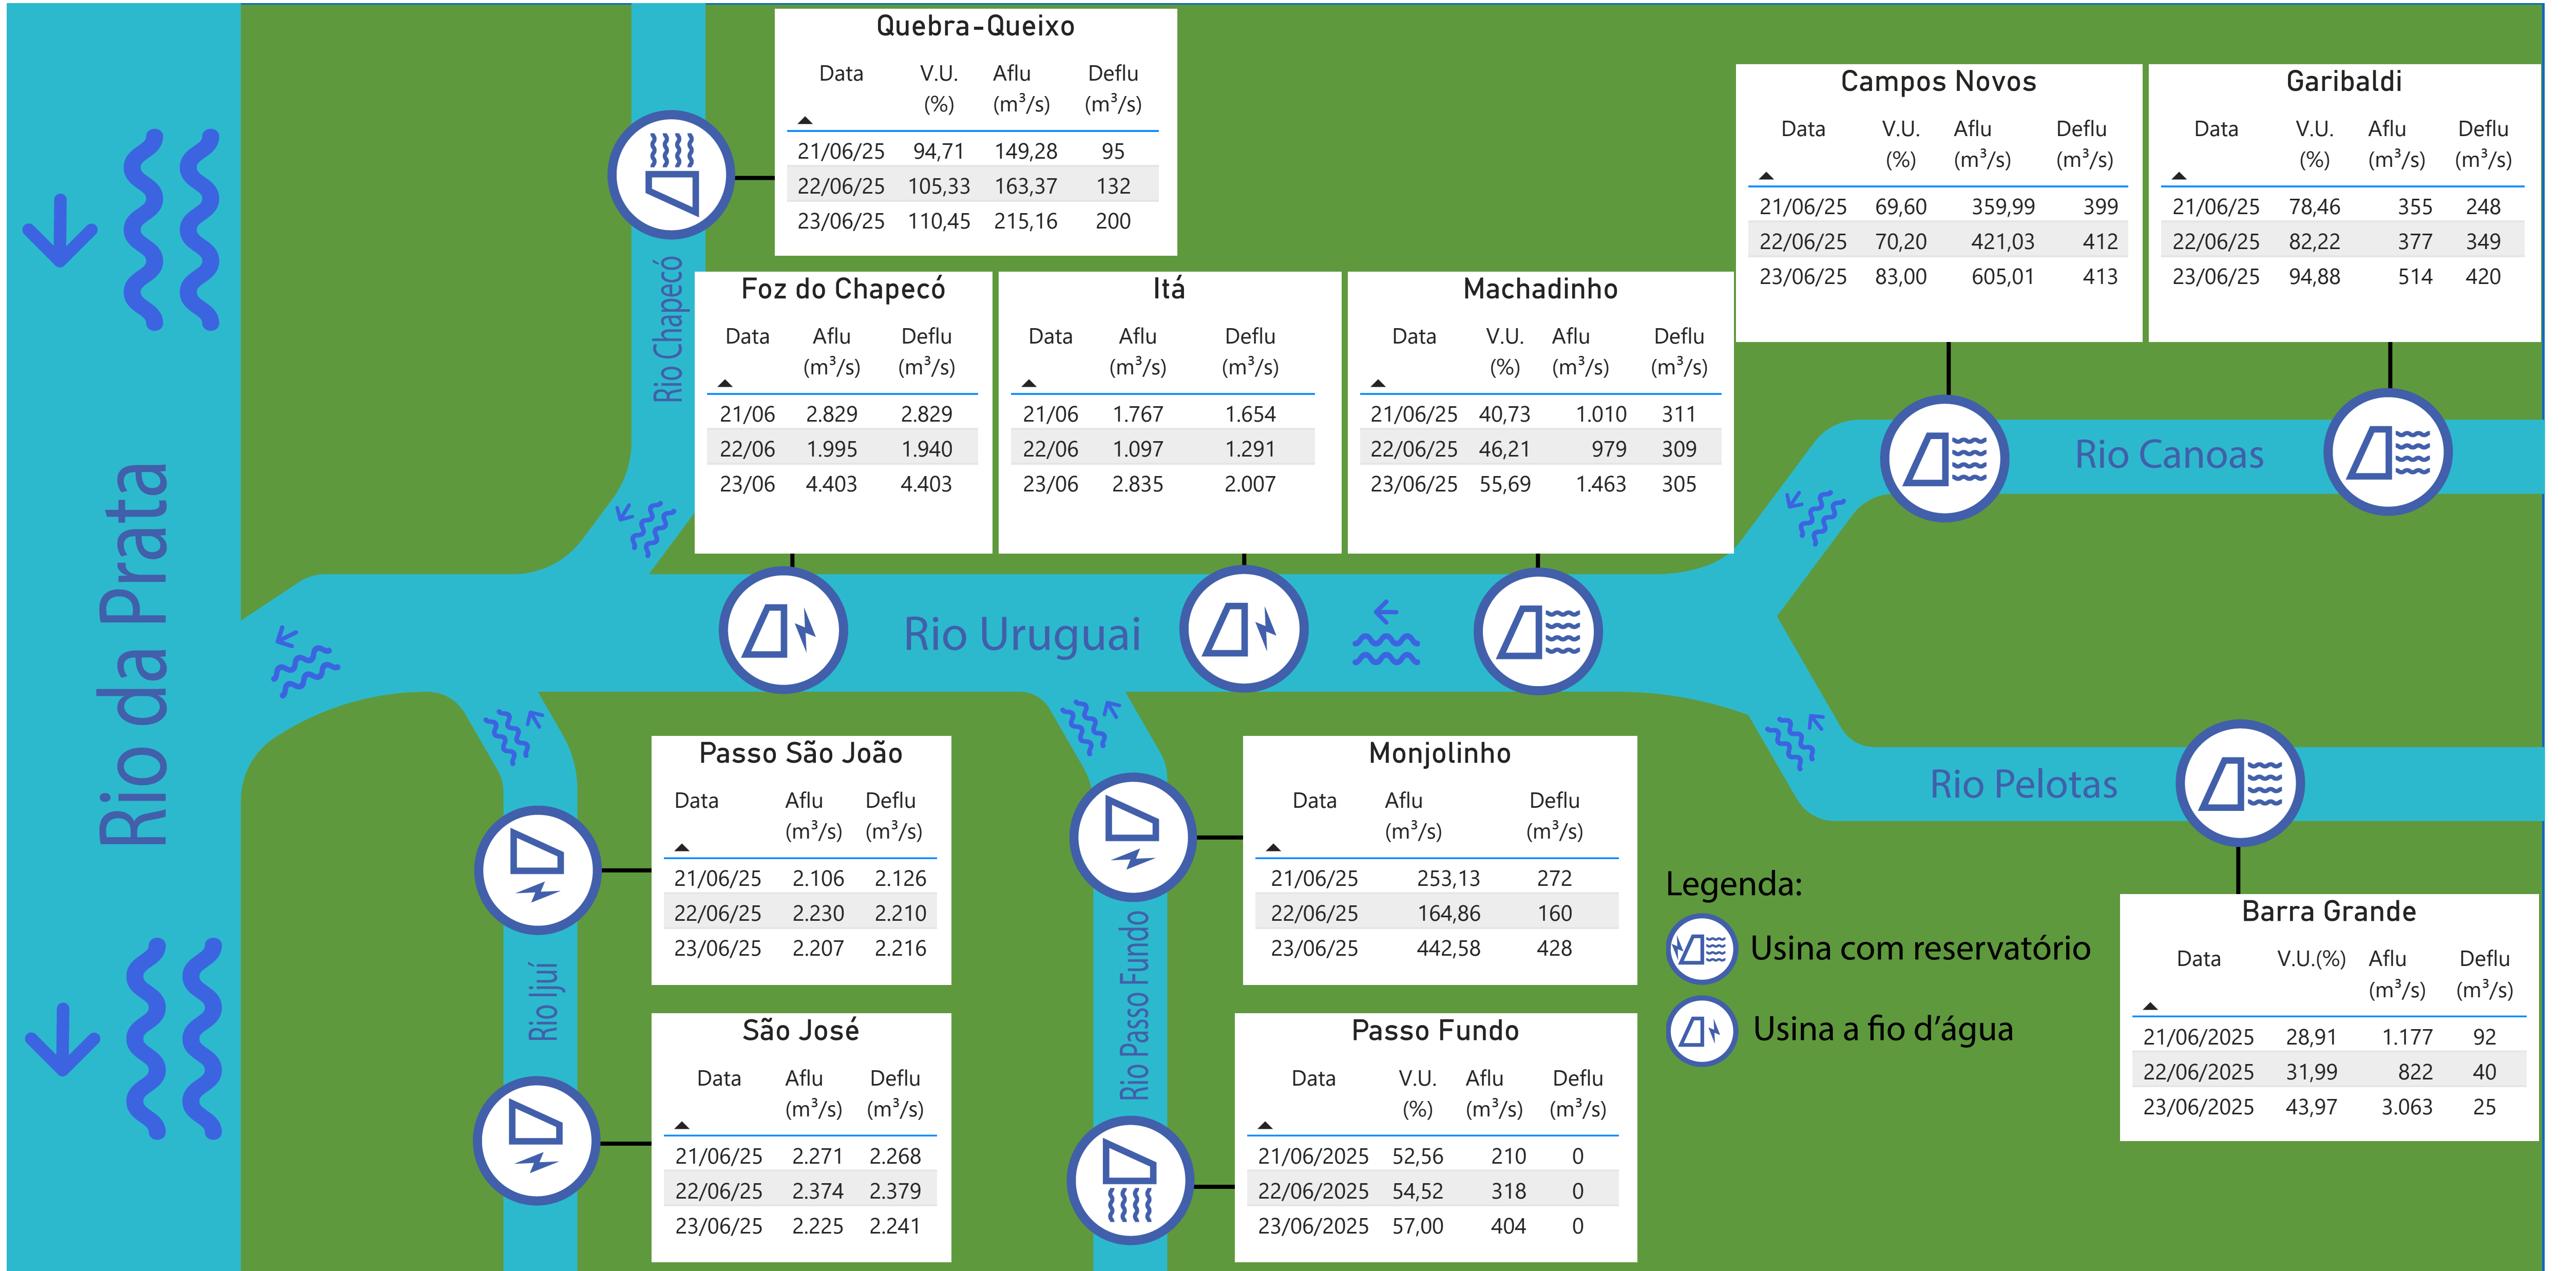 Quebra-Queixo
Data V.U. (%) Aflu (m³/s) Deflu (m³/s)
21/06/25 94,71 149,28 95
22/06/25 105,33 163,37 132
23/06/25 110,45 215,16 200
Campos Novos
Data V.U. (%) Aflu (m³/s) Deflu (m³/s)
21/06/25 69,60 359,99 399
22/06/25 70,20 421,03 412
23/06/25 83,00 605,01 413
Garibaldi
Data V.U. (%) Aflu (m³/s) Deflu (m³/s)
21/06/25 78,46 355 248
22/06/25 82,22 377 349
23/06/25 94,88 514 420
Rio Chapecó
Foz do Chapecó
Data Aflu (m³/s) Deflu (m³/s)
21/06 2.829 2.829
22/06 1.995 1.940
23/06 4.403 4.403
Itá
Data Aflu (m³/s) Deflu (m³/s)
21/06 1.767 1.654
22/06 1.097 1.291
23/06 2.835 2.007
Machadinho
Data V.U. (%) Aflu (m³/s) Deflu (m³/s)
21/06/25 40,73 1.010 311
22/06/25 46,21 979 309
23/06/25 55,69 1.463 305
Rio Canoas
Rio da Prata
Rio Uruguai
Rio Pelotas
Passo São João
Data Aflu (m³/s) Deflu (m³/s)
21/06/25 2.106 2.126
22/06/25 2.230 2.210
23/06/25 2.207 2.216
Monjolinho
Data Aflu (m³/s) Deflu (m³/s)
21/06/25 253,13 272
22/06/25 164,86 160
23/06/25 442,58 428
Legenda:
Usina com reservatório
Usina a fio d’água
Barra Grande
Data V.U.(%) Aflu (m³/s) Deflu (m³/s)
21/06/2025 28,91 1.177 92
22/06/2025 31,99 822 40
23/06/2025 43,97 3.063 25
Rio Ijuí
São José
Data Aflu (m³/s) Deflu (m³/s)
21/06/25 2.271 2.268
22/06/25 2.374 2.379
23/06/25 2.225 2.241
Rio Passo Fundo
Passo Fundo
Data V.U. (%) Aflu (m³/s) Deflu (m³/s)
21/06/2025 52,56 210 0
22/06/2025 54,52 318 0
23/06/2025 57,00 404 0